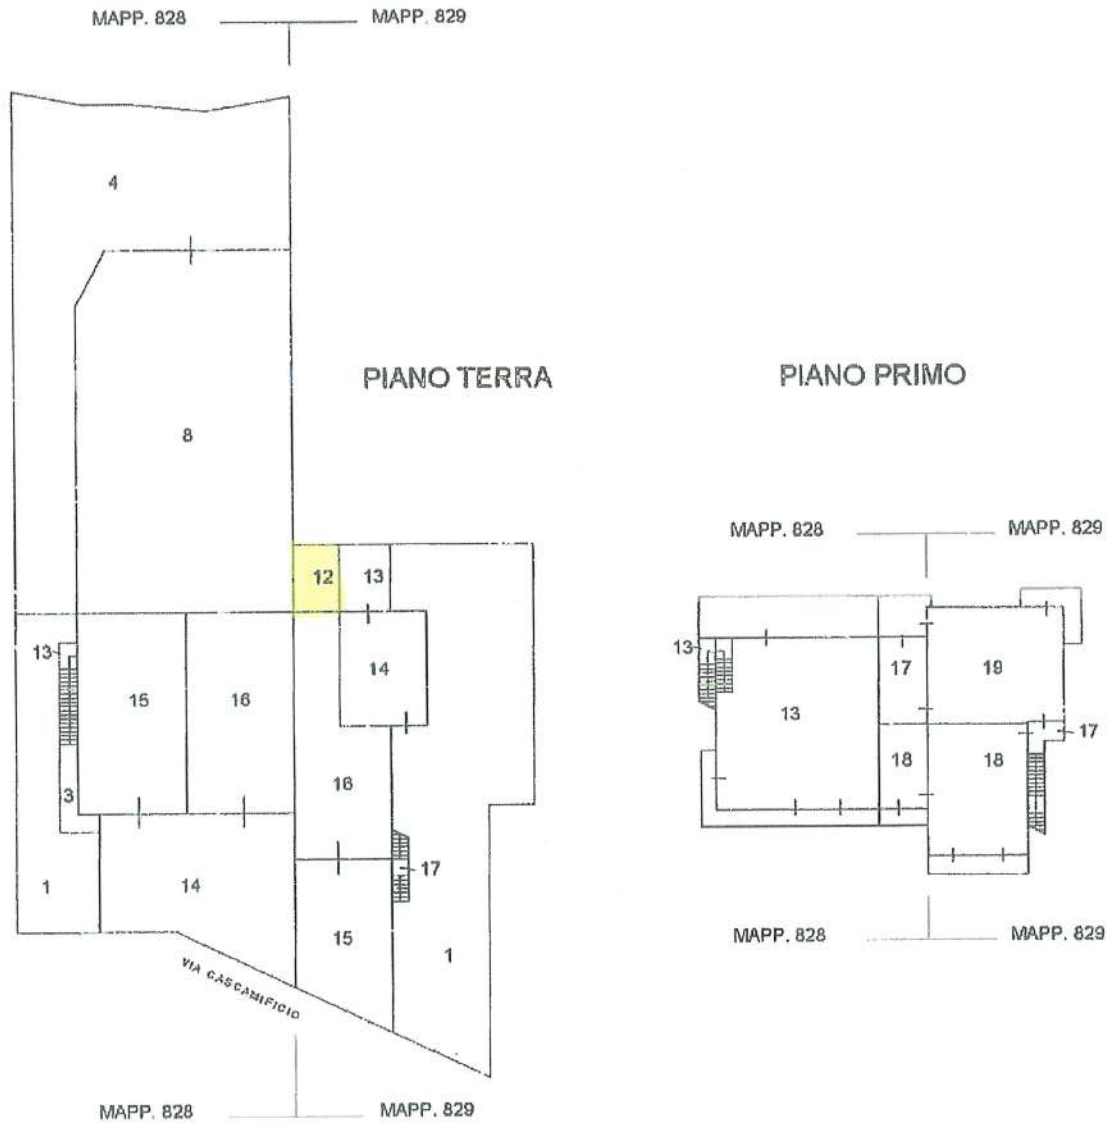 MAPP. 828 MAPP. 829
4
PIANO TERRA
8
12 13
13
15 16 14
16
3
17
1 14
15
1
VIA CASCAMIFICIO
MAPP. 828 MAPP. 829
PIANO PRIMO
MAPP. 828 MAPP. 829
13
17 19
13
17
18 18
MAPP. 828 MAPP. 829